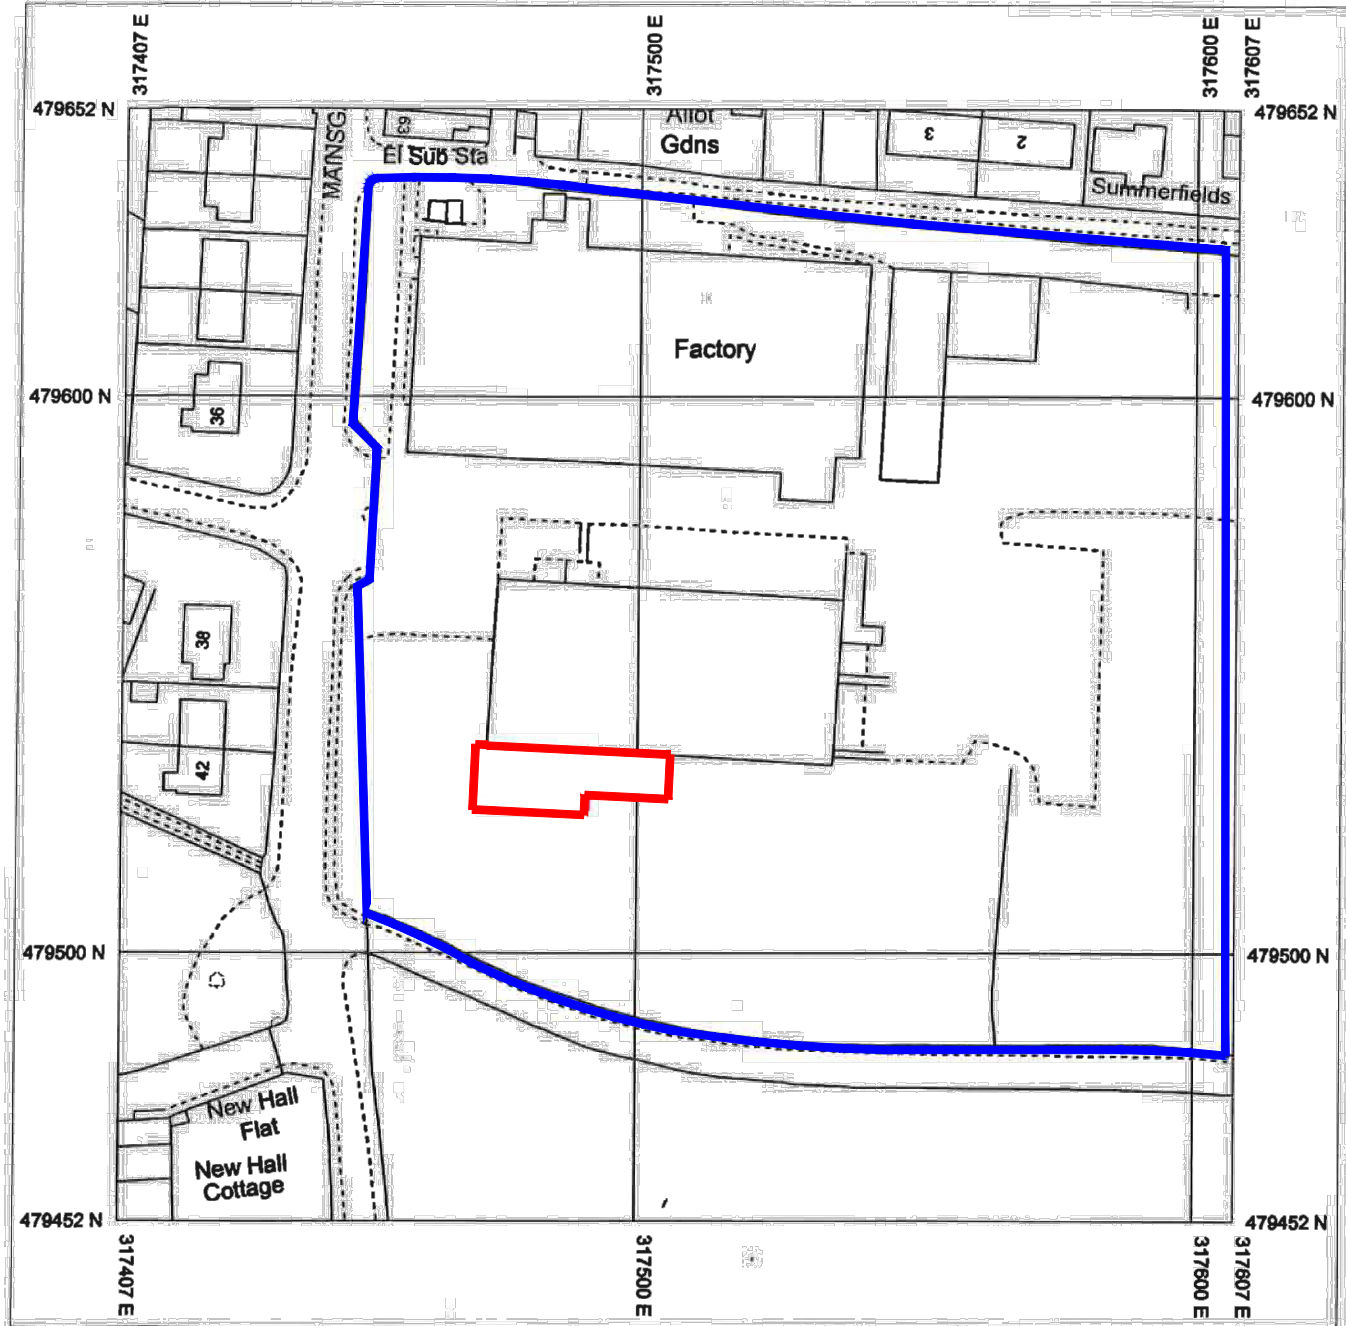 317407 E
317500 E
317600 E
317607 E
479652 N
479652 N
MANSG
63
El Sub Sta
Allot
Gdns
3
2
Summerfields
Factory
479600 N
479600 N
36
38
42
479500 N
479500 N
New Hall
Flat
New Hall
Cottage
479452 N
479452 N
317407 E
317500 E
317600 E
317607 E